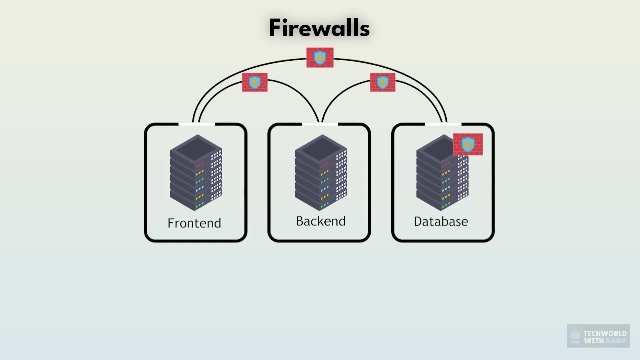 Firewalls
Frontend
Backend
Database
TECHWORLD
WITH NANA